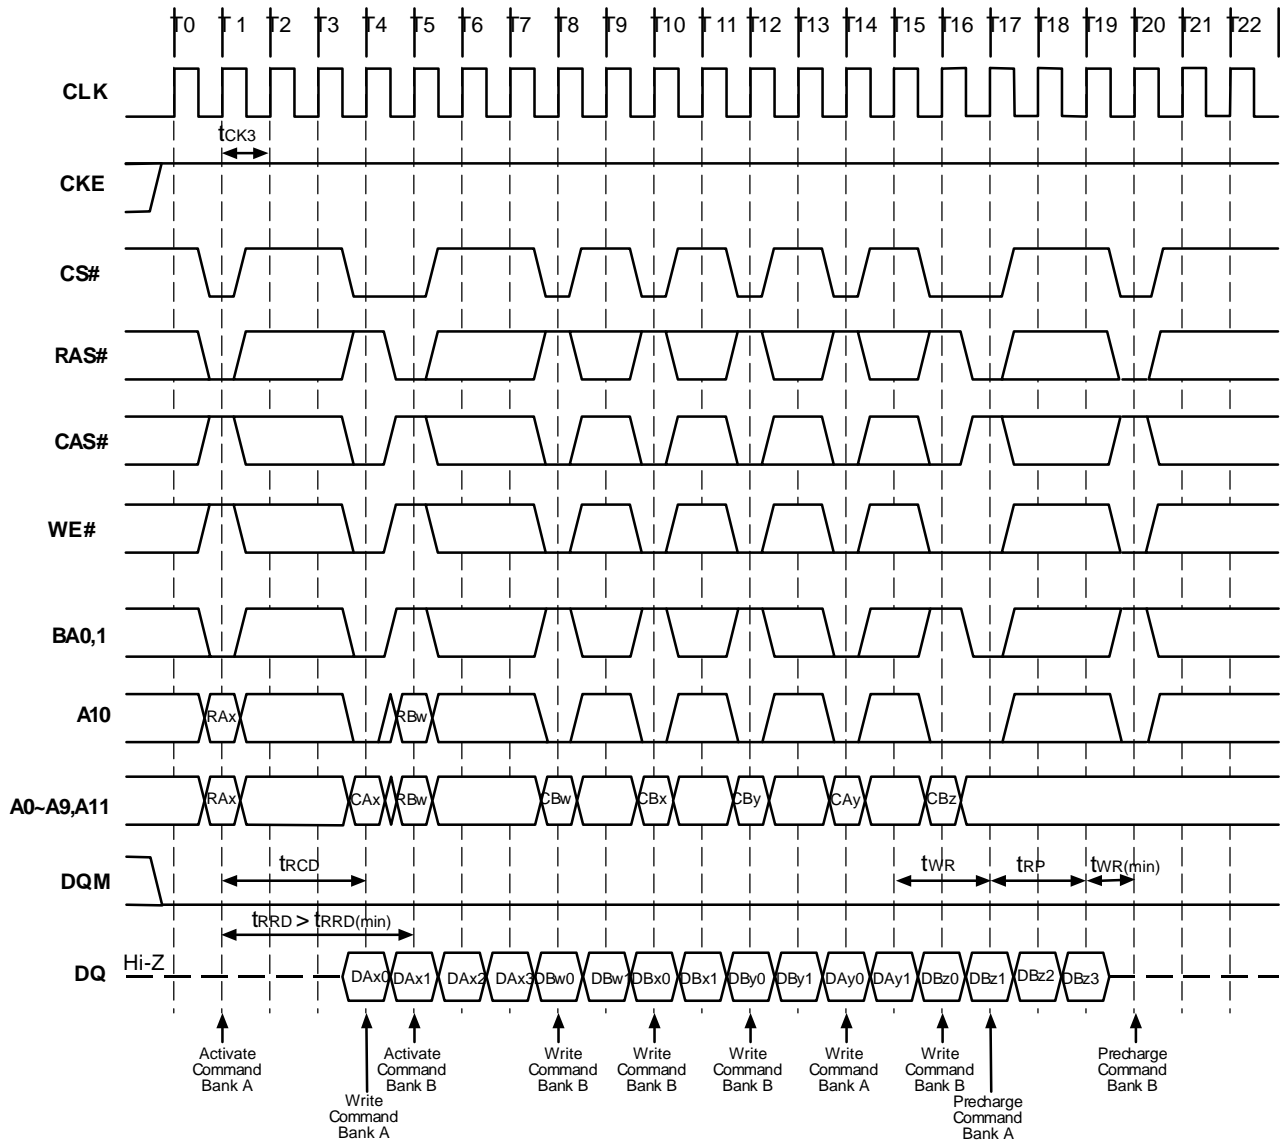 T0 T1 T2 T3 T4 T5 T6 T7 T8 T9 T10 T11 T12 T13 T14 T15 T16 T17 T18 T19 T20 T21 T22
CLK
tCK3
CKE
CS#
RAS#
CAS#
WE#
BA0,1
A10 RAx RBw
A0~A9,A11 RAx CAx RBw CBw CBx CBy CAy CBz
DQM tRCD tWR tRP tWR(min)
tRRD > tRRD(min)
DQ Hi-Z DAx0 DAx1 DAx2 DAx3 DBw0 DBw1 DBx0 DBx1 DBy0 DBy1 DAy0 DAy1 DBz0 DBz1 DBz2 DBz3
Activate
Command
Bank A
Write
Command
Bank A
Activate
Command
Bank B
Write
Command
Bank B
Write
Command
Bank B
Write
Command
Bank B
Write
Command
Bank A
Write
Command
Bank B
Precharge
Command
Bank A
Precharge
Command
Bank B